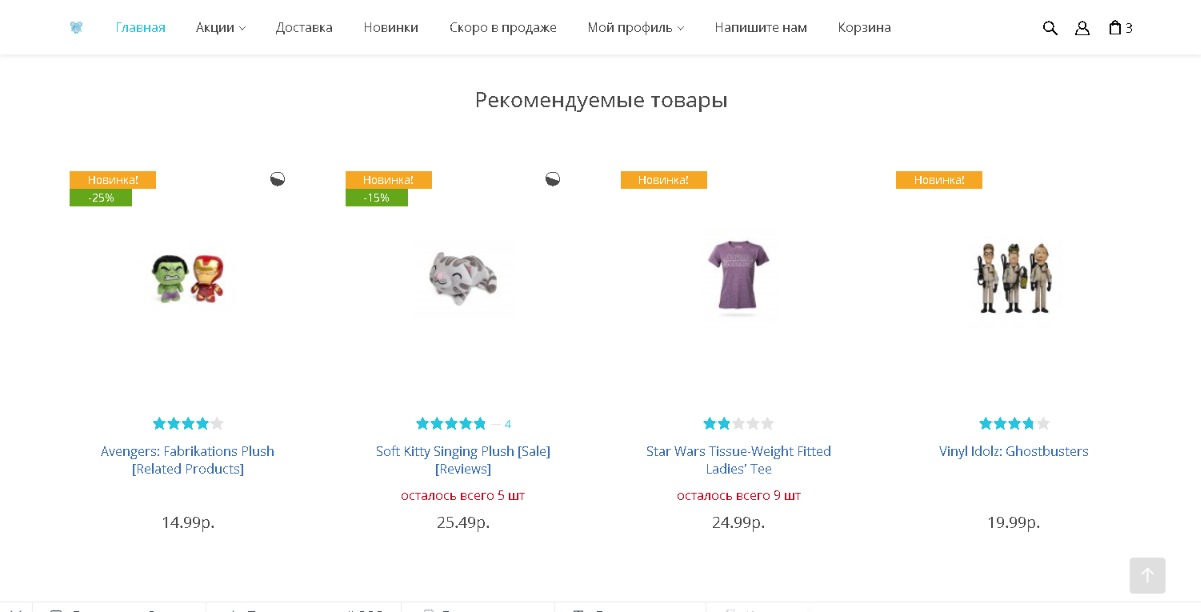 Главная Акции Доставка Новинки Скоро в продаже Мой профиль Напишите нам Корзина 3
Рекомендуемые товары
Новинка! Новинка! Новинка! Новинка!
-25% -15%
— 4
Avengers: Fabrikations Plush [Related Products]
Soft Kitty Singing Plush [Sale] [Reviews]
Star Wars Tissue-Weight Fitted Ladies' Tee
Vinyl Idolz: Ghostbusters
осталось всего 5 шт осталось всего 9 шт
14.99р. 25.49р. 24.99р. 19.99р.